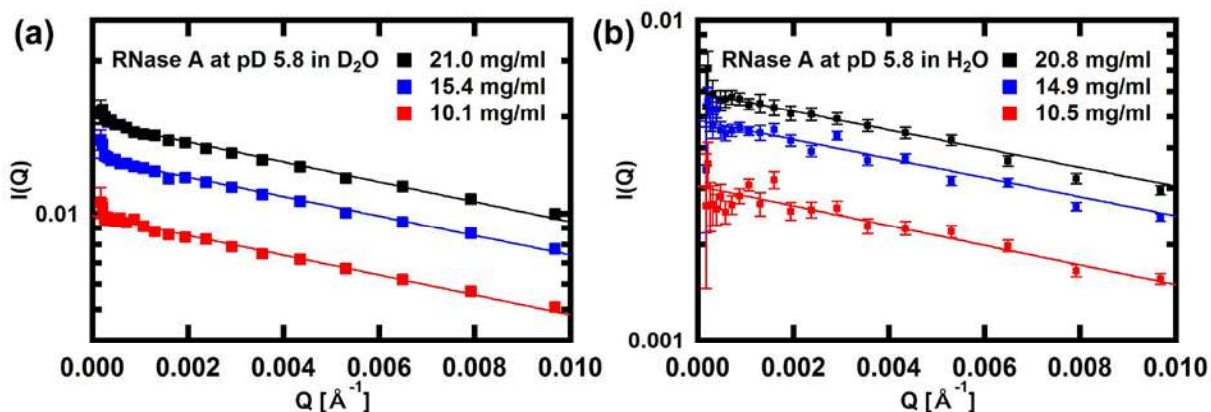 (a)
RNase A at pD 5.8 in D₂O
21.0 mg/ml
15.4 mg/ml
10.1 mg/ml
I(Q)
0.01
0.000 0.002 0.004 0.006 0.008 0.010
Q [Å⁻¹]
(b)
RNase A at pD 5.8 in H₂O
20.8 mg/ml
14.9 mg/ml
10.5 mg/ml
I(Q)
0.01
0.001
0.000 0.002 0.004 0.006 0.008 0.010
Q [Å⁻¹]